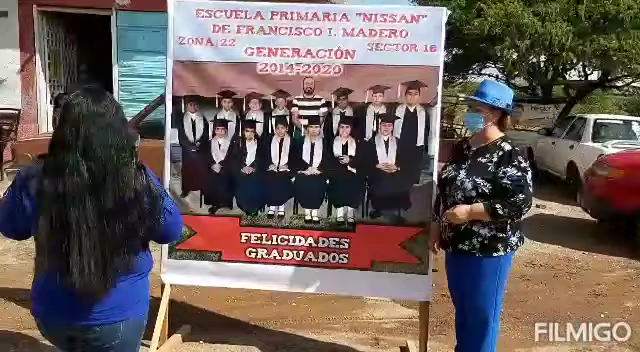 ESCUELA PRIMARIA "NISSAN"
DE FRANCISCO I. MADERO
ZONA 22 SECTOR 16
GENERACIÓN
2014-2020
FELICIDADES
GRADUADOS
FILMIGO